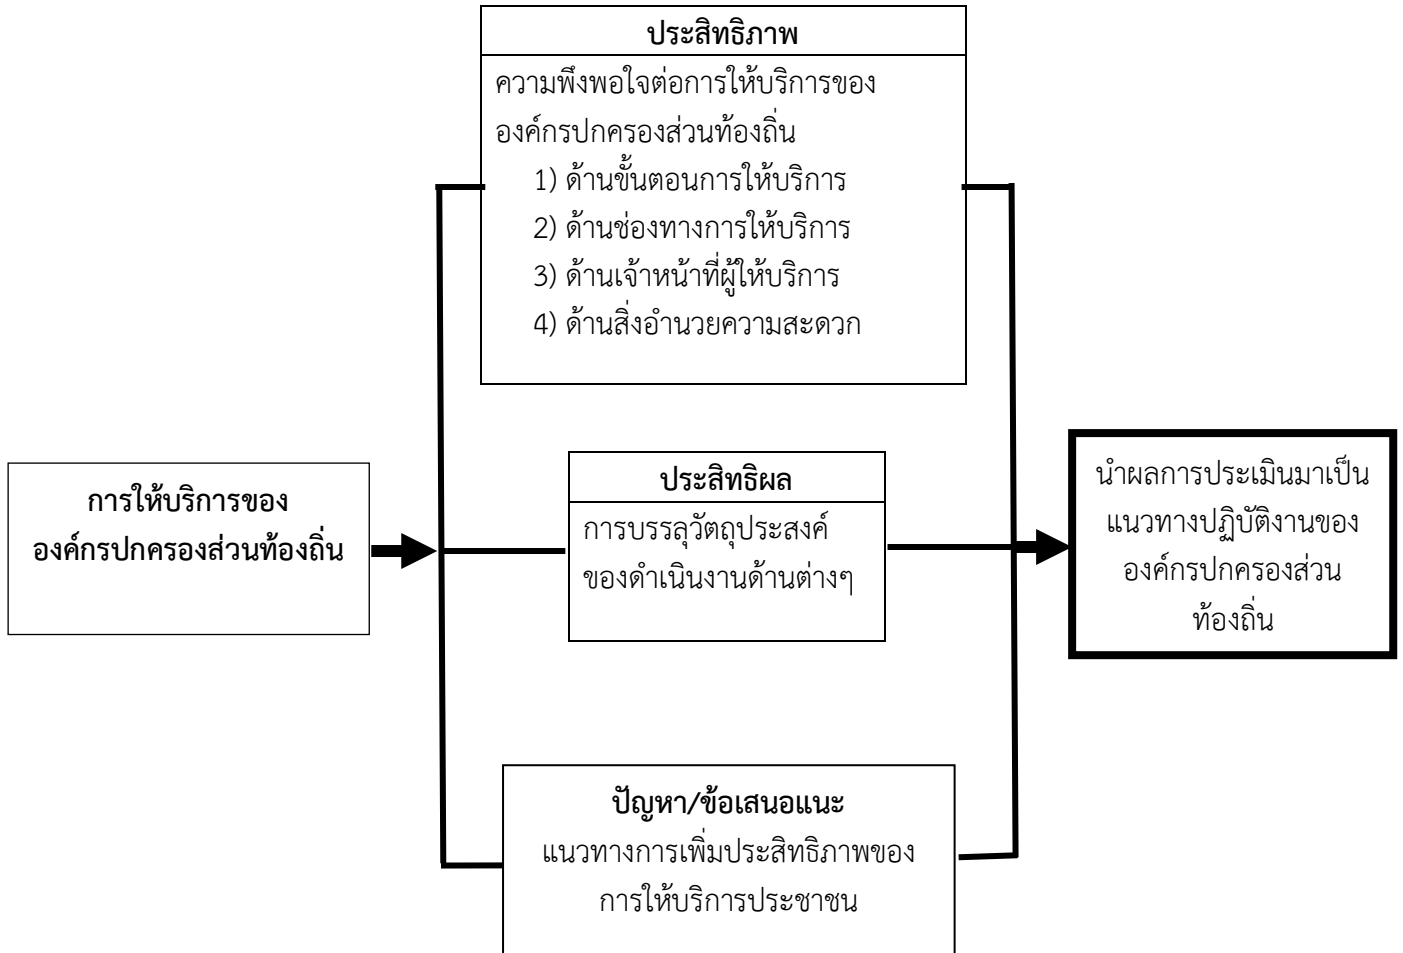 ประสิทธิภาพ
ความพึงพอใจต่อการให้บริการของ
องค์กรปกครองส่วนท้องถิ่น
1) ด้านขั้นตอนการให้บริการ
2) ด้านช่องทางการให้บริการ
3) ด้านเจ้าหน้าที่ผู้ให้บริการ
4) ด้านสิ่งอำนวยความสะดวก
การให้บริการของ
องค์กรปกครองส่วนท้องถิ่น
ประสิทธิผล
การบรรลุวัตถุประสงค์
ของดำเนินงานด้านต่างๆ
ปัญหา/ข้อเสนอแนะ
แนวทางการเพิ่มประสิทธิภาพของ
การให้บริการประชาชน
นำผลการประเมินมาเป็น
แนวทางปฏิบัติงานของ
องค์กรปกครองส่วน
ท้องถิ่น